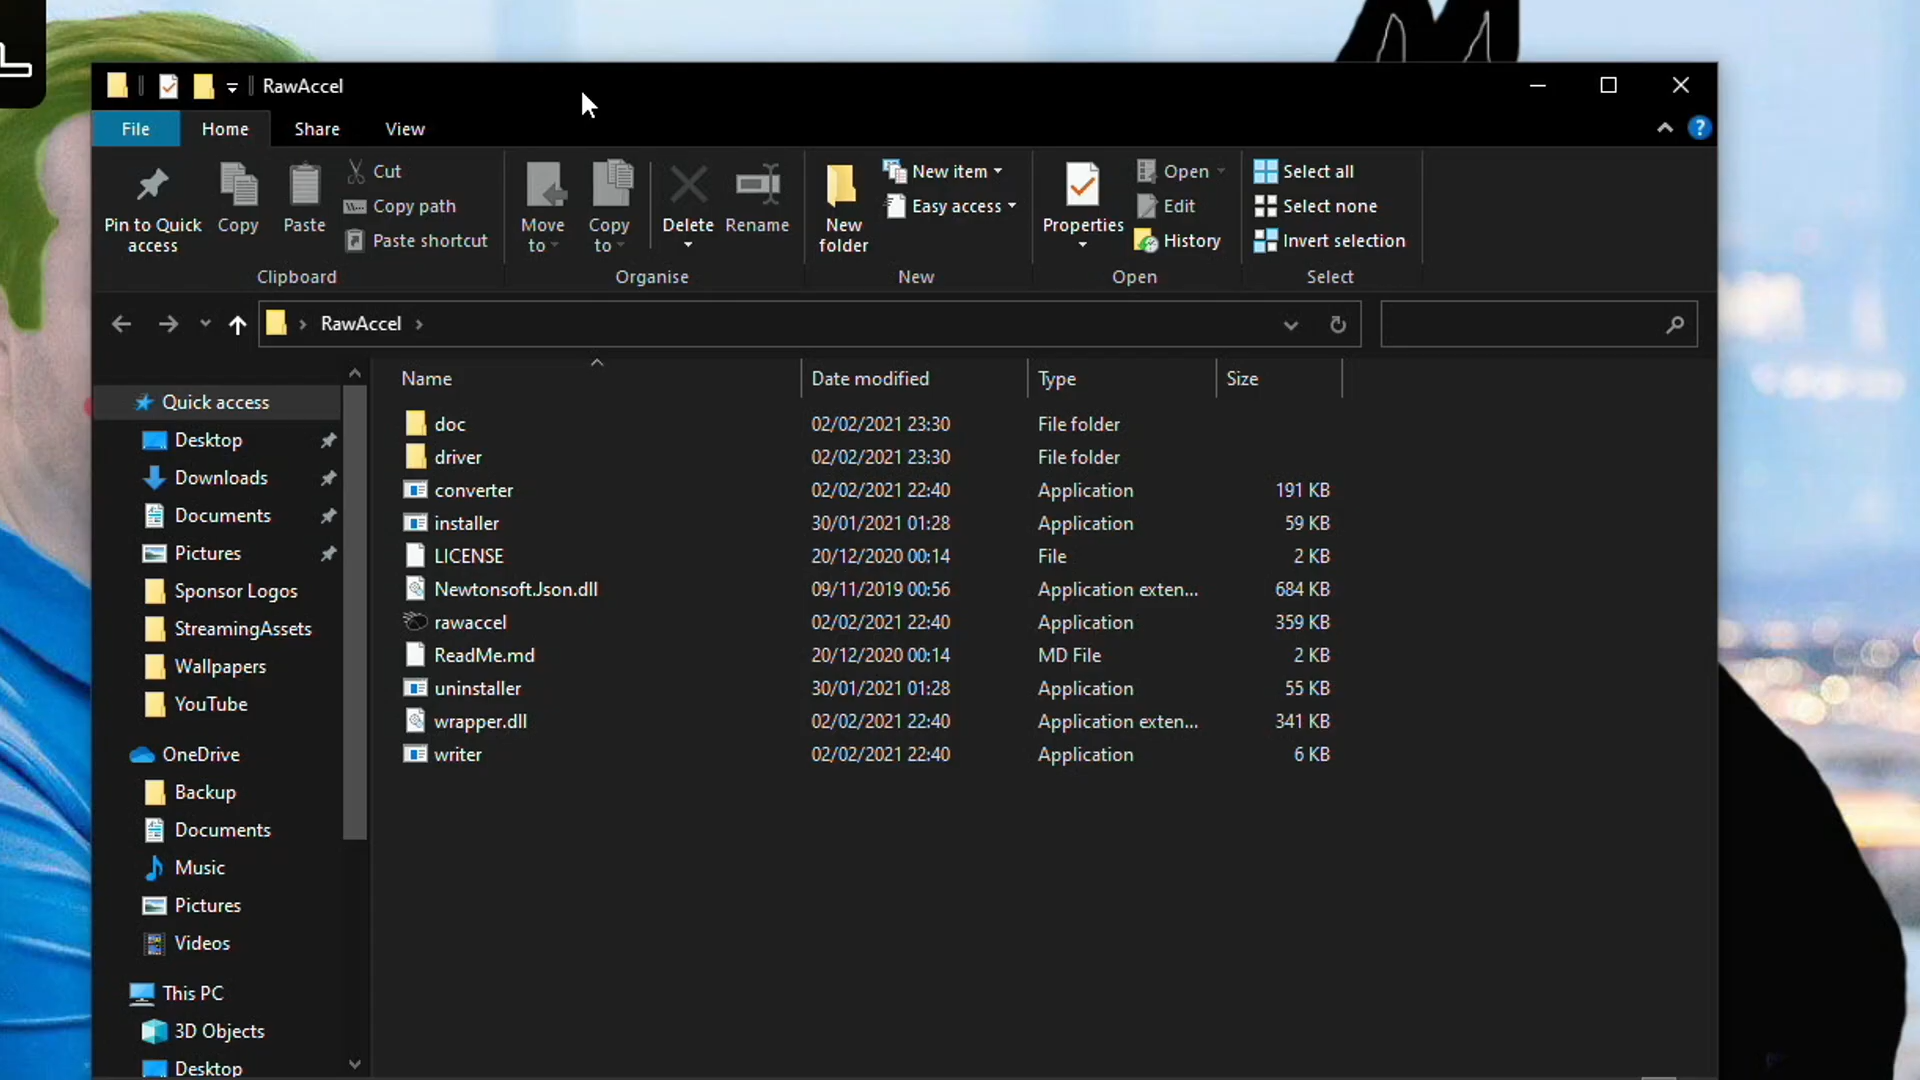 RawAccel
File Home Share View
Pin to Quick access
Copy
Paste
Cut
Copy path
Paste shortcut
Clipboard
Move to
Copy to
Delete
Rename
Organise
New folder
New item
Easy access
New
Properties
Open
Edit
History
Open
Select all
Select none
Invert selection
Select
RawAccel
Name Date modified Type Size
doc 02/02/2021 23:30 File folder
driver 02/02/2021 23:30 File folder
converter 02/02/2021 22:40 Application 191 KB
installer 30/01/2021 01:28 Application 59 KB
LICENSE 20/12/2020 00:14 File 2 KB
Newtonsoft.Json.dll 09/11/2019 00:56 Application exten... 684 KB
rawaccel 02/02/2021 22:40 Application 359 KB
ReadMe.md 20/12/2020 00:14 MD File 2 KB
uninstaller 30/01/2021 01:28 Application 55 KB
wrapper.dll 02/02/2021 22:40 Application exten... 341 KB
writer 02/02/2021 22:40 Application 6 KB
Quick access
Desktop
Downloads
Documents
Pictures
Sponsor Logos
StreamingAssets
Wallpapers
YouTube
OneDrive
Backup
Documents
Music
Pictures
Videos
This PC
3D Objects
Desktop